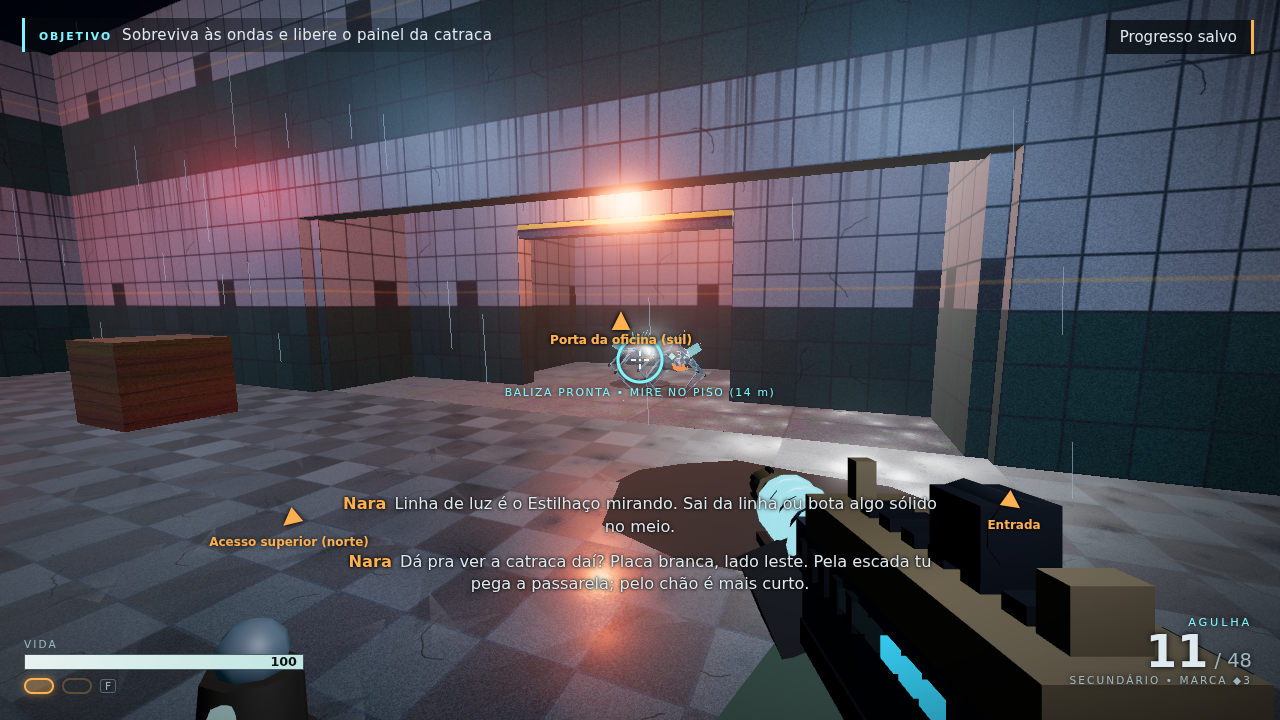 OBJETIVO Sobreviva às ondas e libere o painel da catraca
Progresso salvo
Porta da oficina (sul)
BALIZA PRONTA • MIRE NO PISO (14 m)
Nara Linha de luz é o Estilhaço mirando. Sai da linha ou bota algo sólido
no meio.
Entrada
Acesso superior (norte)
Nara Dá pra ver a catraca daí? Placa branca, lado leste. Pela escada tu
pega a passarela; pelo chão é mais curto.
VIDA
100
F
AGULHA
11 / 48
SECUNDÁRIO • MARCA ◆3